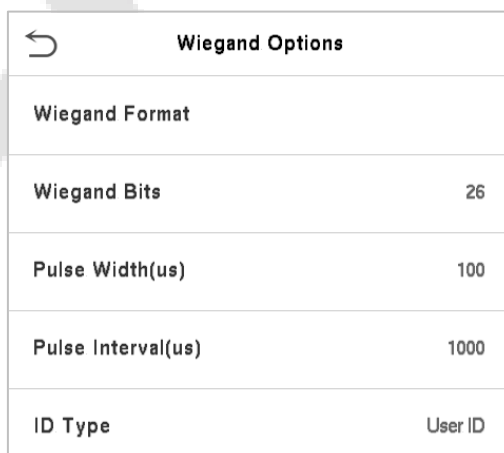 Wiegand Options
Wiegand Format
Wiegand Bits 26
Pulse Width(us) 100
Pulse Interval(us) 1000
ID Type User ID